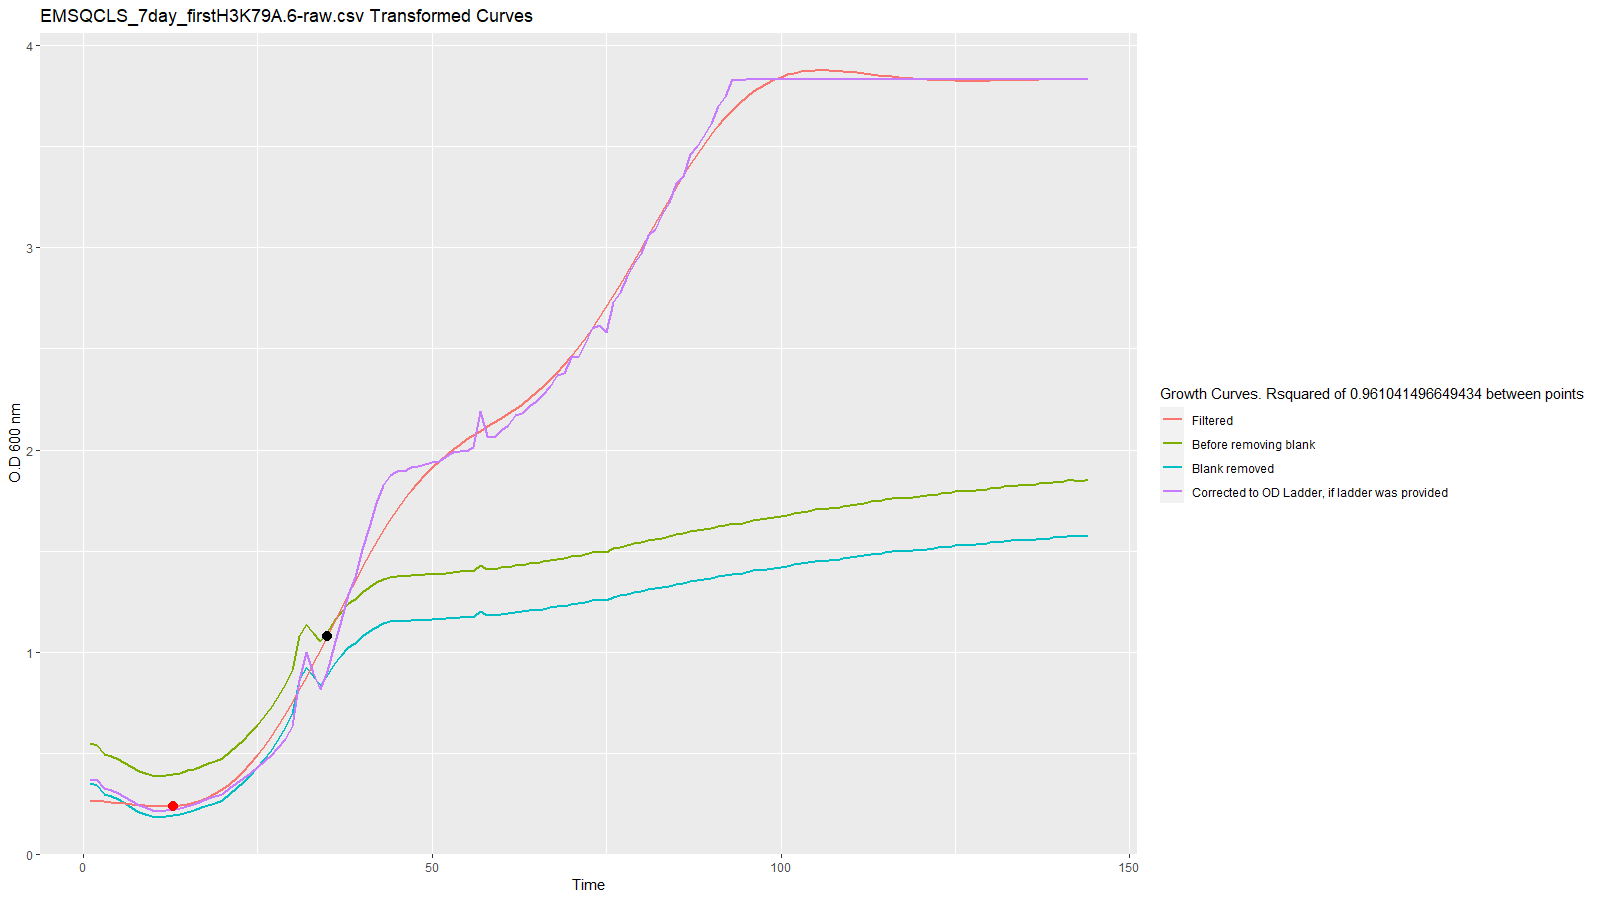 EMSQCLS_7day_firstH3K79A.6-raw.csv Transformed Curves
4
3
2
1
0
O.D 600 nm
0 50 100 150
Time
Growth Curves. Rsquared of 0.961041496649434 between points
Filtered
Before removing blank
Blank removed
Corrected to OD Ladder, if ladder was provided